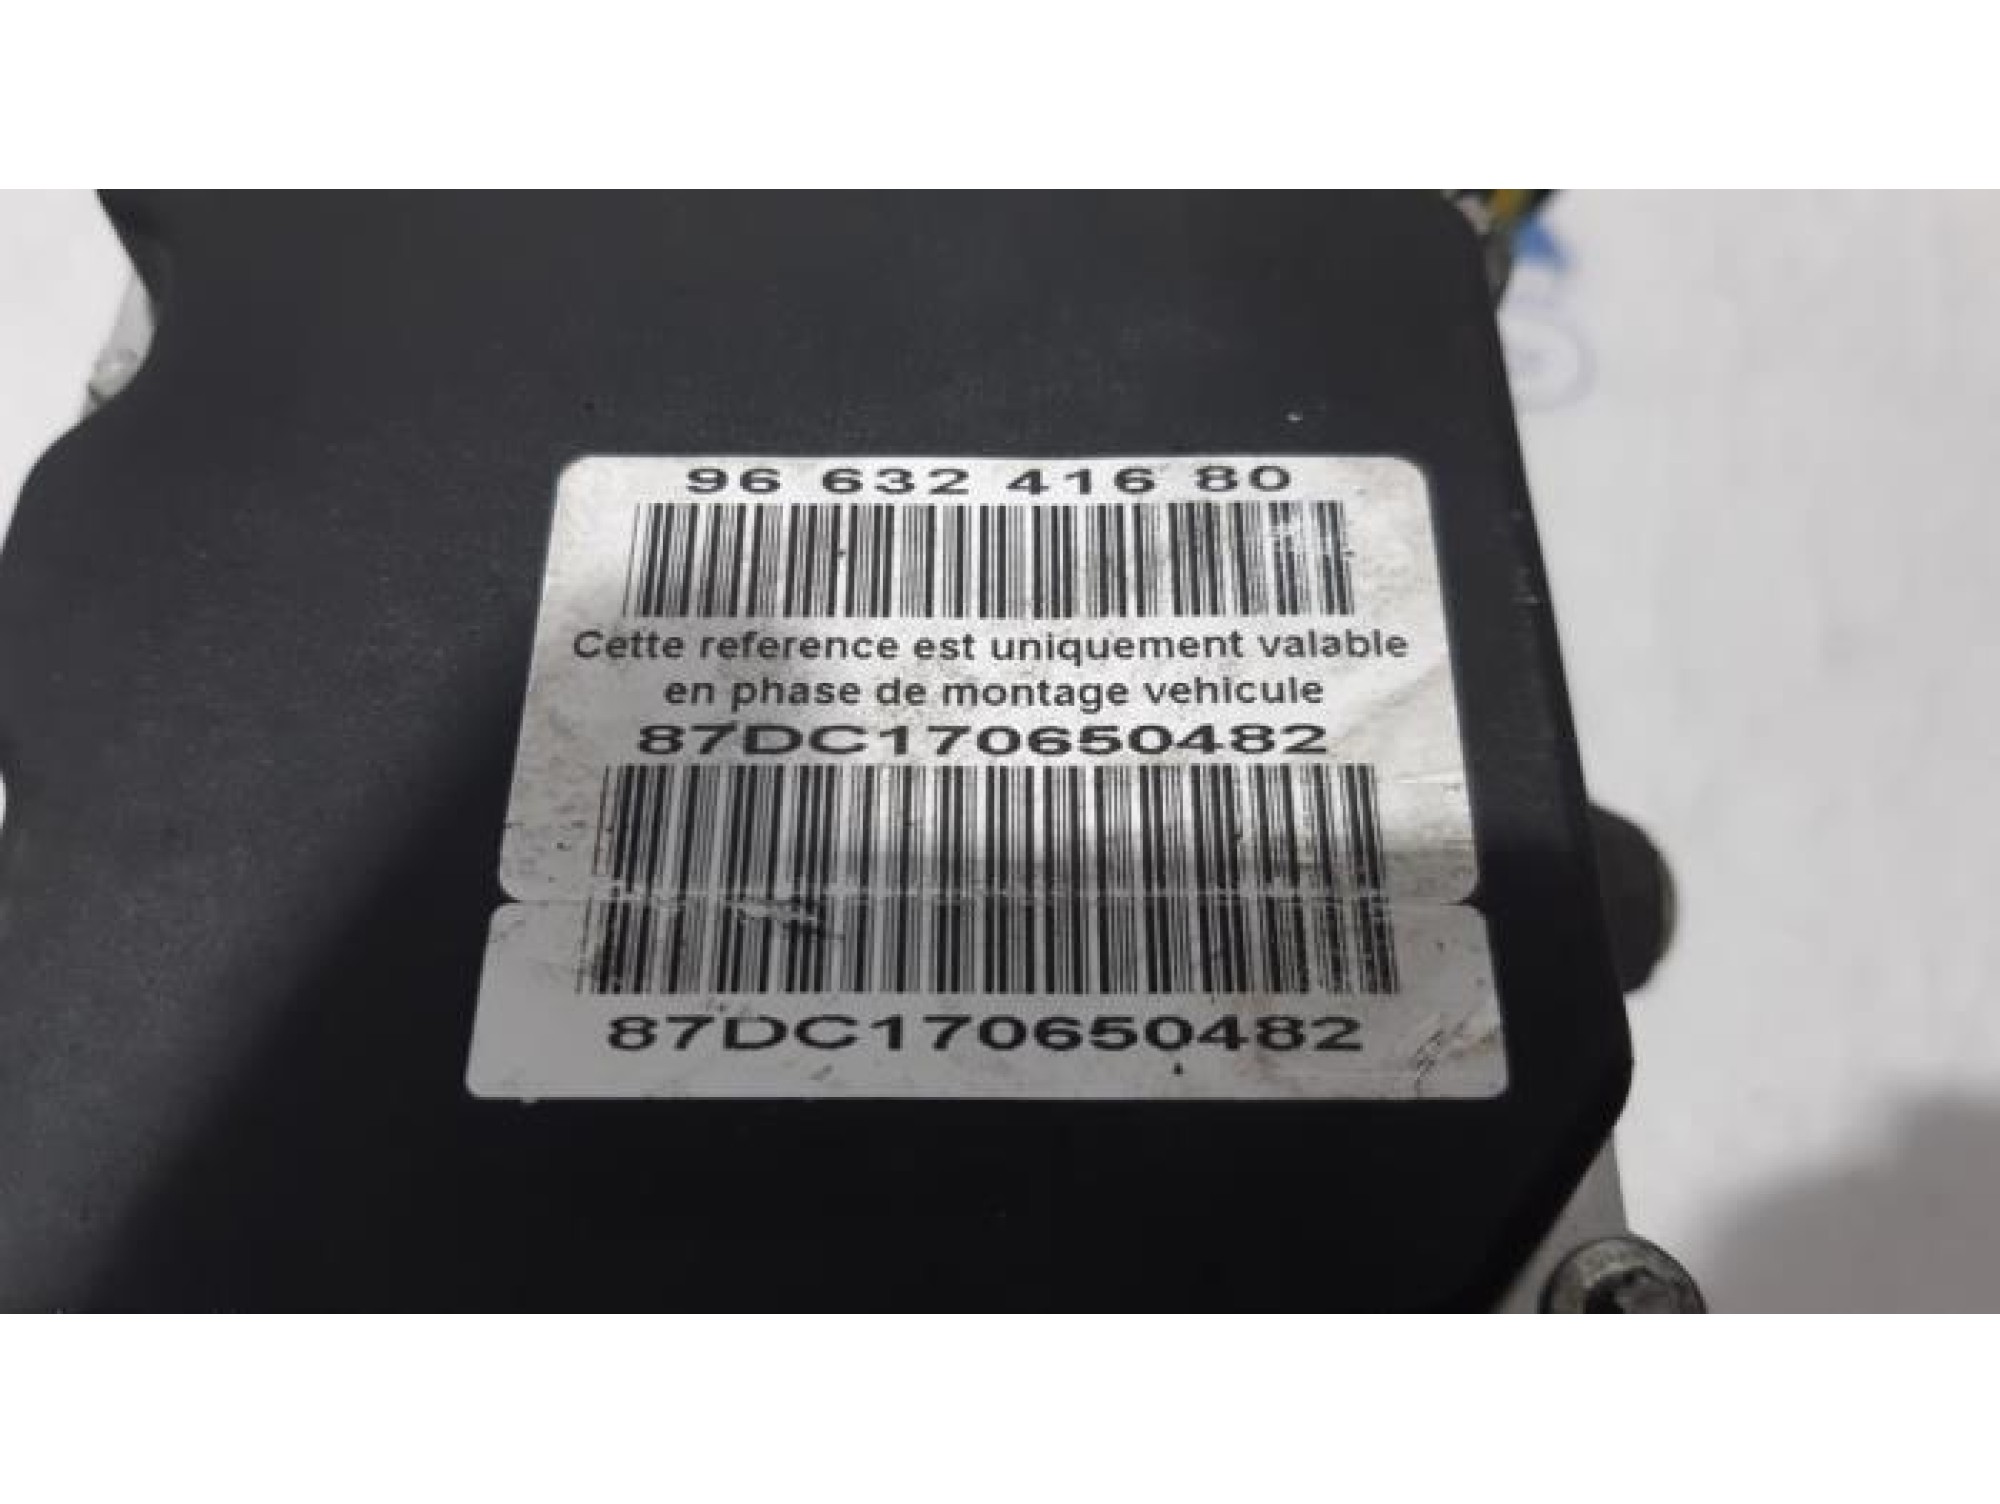 96 632 416 80
Cette reference est uniquement valable
en phase de montage vehicule
87DC170650482
87DC170650482